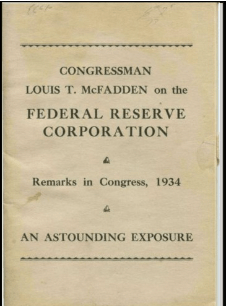 CONGRESSMAN
LOUIS T. McFADDEN on the
FEDERAL RESERVE
CORPORATION
Remarks in Congress, 1934
AN ASTOUNDING EXPOSURE